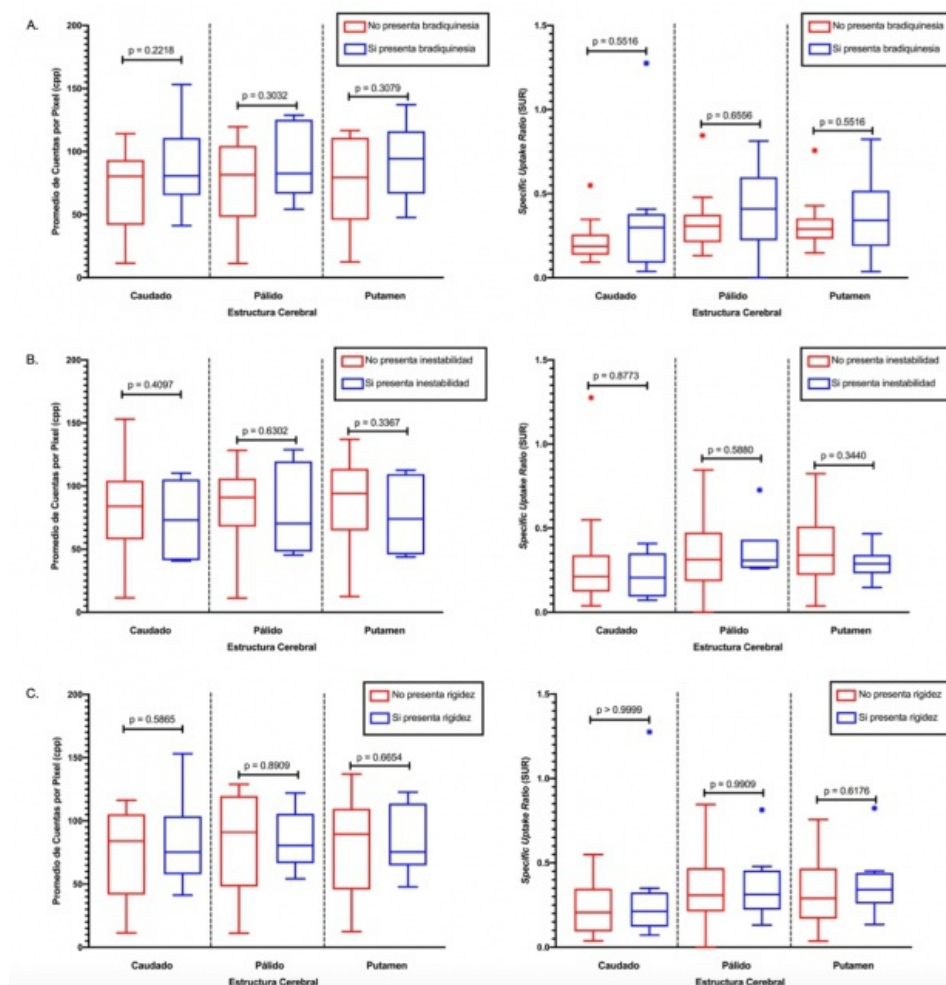 A.
Promedio de Cuentas por Pixel (cpp)
200
150
100
50
0
No presenta bradiquinesia
Si presenta bradiquinesia
p = 0.2218
p = 0.3032
p = 0.3079
Caudado
Pálido
Putamen
Estructura Cerebral
Specific Uptake Ratio (SUR)
1.5
1.0
0.5
0.0
No presenta bradiquinesia
Si presenta bradiquinesia
p = 0.5516
p = 0.6556
p = 0.5516
Caudado
Pálido
Putamen
Estructura Cerebral
B.
Promedio de Cuentas por Pixel (cpp)
200
150
100
50
0
No presenta inestabilidad
Si presenta inestabilidad
p = 0.4097
p = 0.6302
p = 0.3367
Caudado
Pálido
Putamen
Estructura Cerebral
Specific Uptake Ratio (SUR)
1.5
1.0
0.5
0.0
No presenta inestabilidad
Si presenta inestabilidad
p = 0.8773
p = 0.5880
p = 0.3440
Caudado
Pálido
Putamen
Estructura Cerebral
C.
Promedio de Cuentas por Pixel (cpp)
200
150
100
50
0
No presenta rigidez
Si presenta rigidez
p = 0.5865
p = 0.8909
p = 0.6654
Caudado
Pálido
Putamen
Estructura Cerebral
Specific Uptake Ratio (SUR)
1.5
1.0
0.5
0.0
No presenta rigidez
Si presenta rigidez
p > 0.9999
p = 0.9909
p = 0.6176
Caudado
Pálido
Putamen
Estructura Cerebral